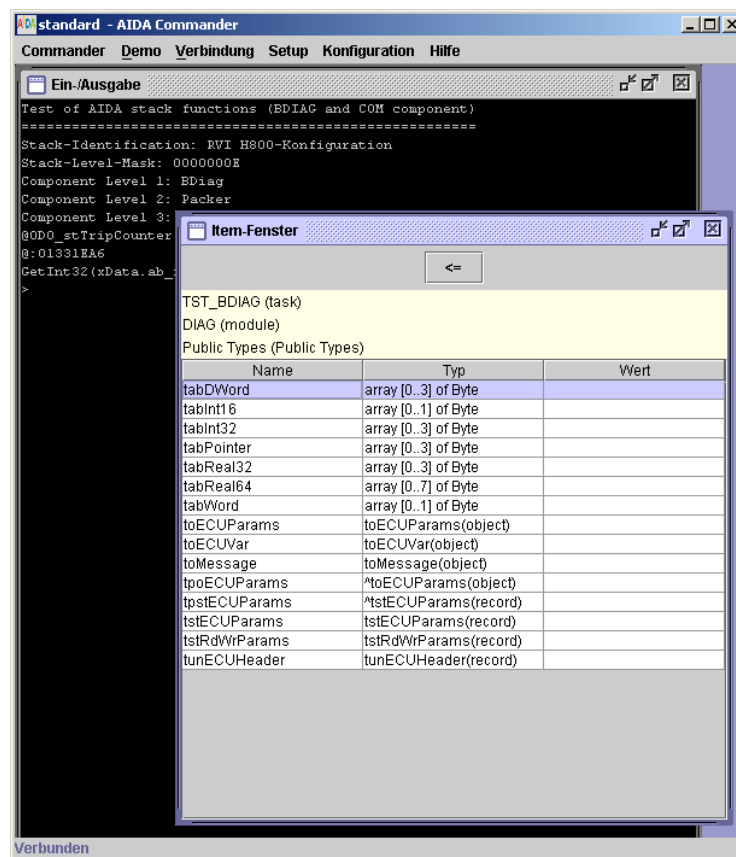 standard - AIDA Commander
Commander Demo Verbindung Setup Konfiguration Hilfe
Ein-/Ausgabe
Test of AIDA stack functions (BDIAG and COM component)
======================================================
Stack-Identification: RVI H800-Konfiguration
Stack-Level-Mask: 0000000E
Component Level 1: BDiag
Component Level 2: Packer
Component Level 3:
@ODO_stTripCounter
@:01331EA6
GetInt32(xData.ab_
>
Item-Fenster
<=
TST_BDIAG (task)
DIAG (module)
Public Types (Public Types)
Name Typ Wert
tabDWord array [0..3] of Byte
tabInt16 array [0..1] of Byte
tabInt32 array [0..3] of Byte
tabPointer array [0..3] of Byte
tabReal32 array [0..3] of Byte
tabReal64 array [0..7] of Byte
tabWord array [0..1] of Byte
toECUParams toECUParams(object)
toECUVar toECUVar(object)
toMessage toMessage(object)
tpoECUParams ^toECUParams(object)
tpstECUParams ^tstECUParams(record)
tstECUParams tstECUParams(record)
tstRdWrParams tstRdWrParams(record)
tunECUHeader tunECUHeader(record)
Verbunden